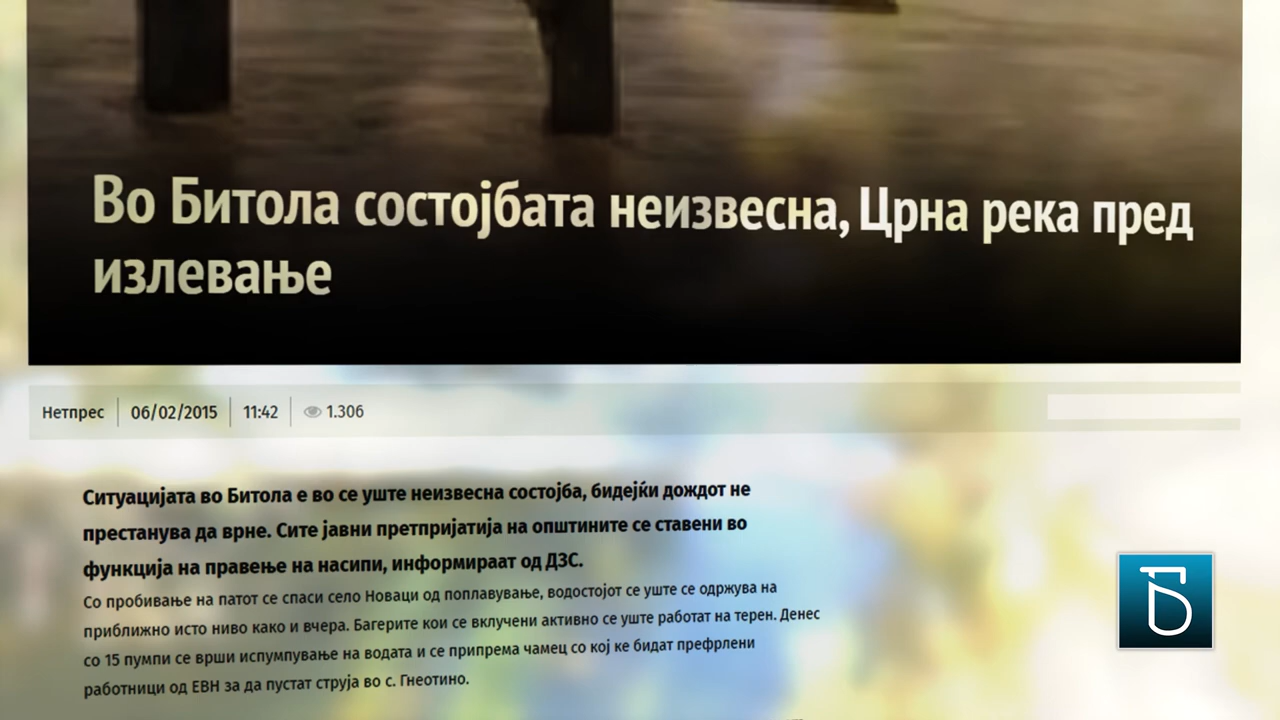 Во Битола состојбата неизвесна, Црна река пред
излевање
Нетпрес 06/02/2015 11:42 1.306
Ситуацијата во Битола е во се уште неизвесна состојба, бидејќи дождот не
престанува да врне. Сите јавни претпријатија на општините се ставени во
функција на правење на насипи, информираат од ДЗС.
Со пробивање на патот се спаси село Новаци од поплавување, водостојот се уште се одржува на
приближно исто ниво како и вчера. Багерите кои се вклучени активно се уште работат на терен. Денес
со 15 пумпи се врши испумпување на водата и се припрема чамец со кој ке бидат префрлени
работници од ЕВН за да пуштат струја во с. Гнеотино.
Б